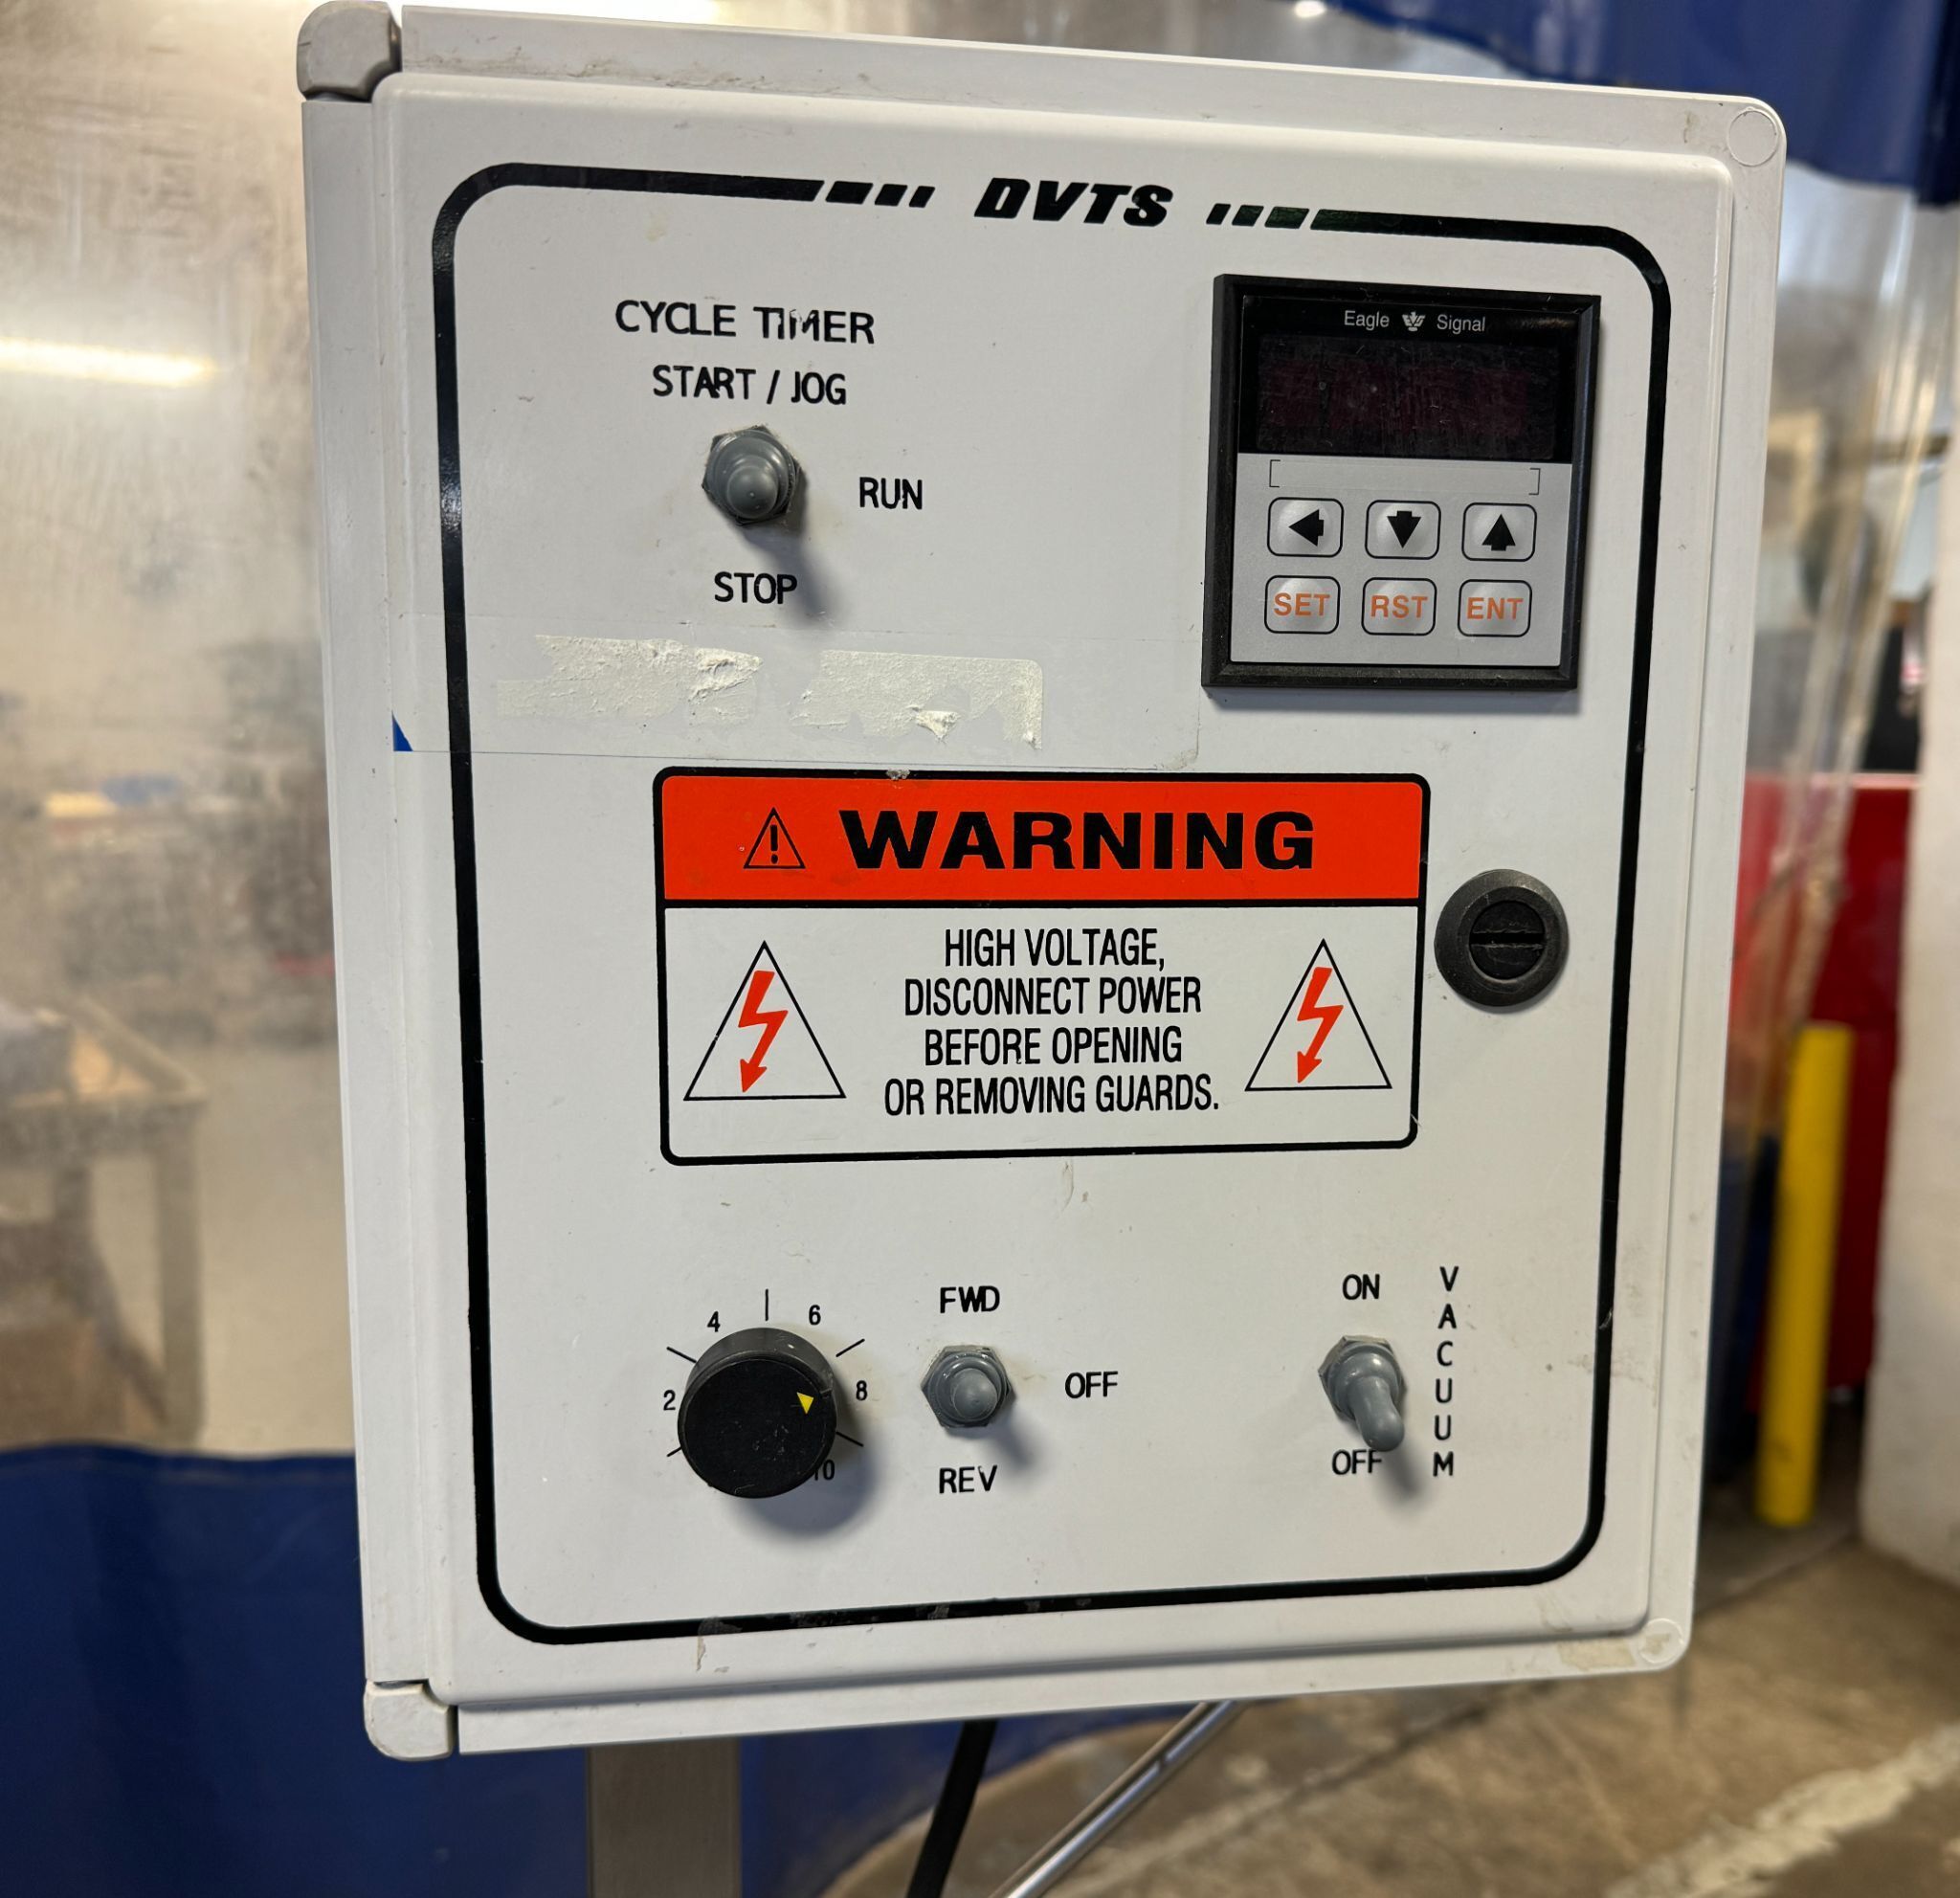 DVTS
CYCLE TIMER
START / JOG
RUN
STOP
Eagle Signal
SET RST ENT
WARNING
HIGH VOLTAGE,
DISCONNECT POWER
BEFORE OPENING
OR REMOVING GUARDS.
2
4
6
8
10
FWD
OFF
REV
ON
OFF
VACUUM